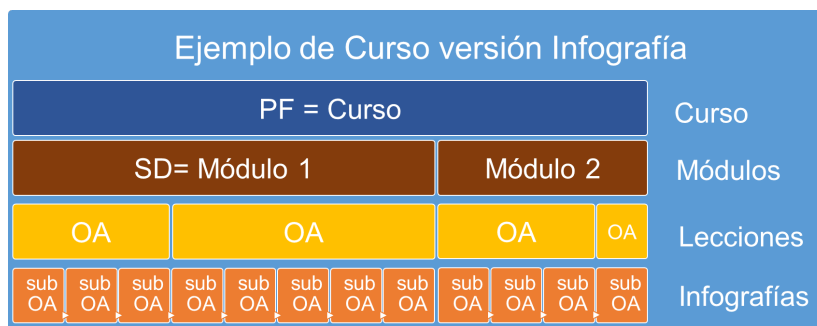 Ejemplo de Curso versión Infografía
PF = Curso
Curso
SD= Módulo 1
Módulo 2
Módulos
OA
OA
OA
OA
Lecciones
sub OA
sub OA
sub OA
sub OA
sub OA
sub OA
sub OA
sub OA
sub OA
sub OA
sub OA
sub OA
Infografías